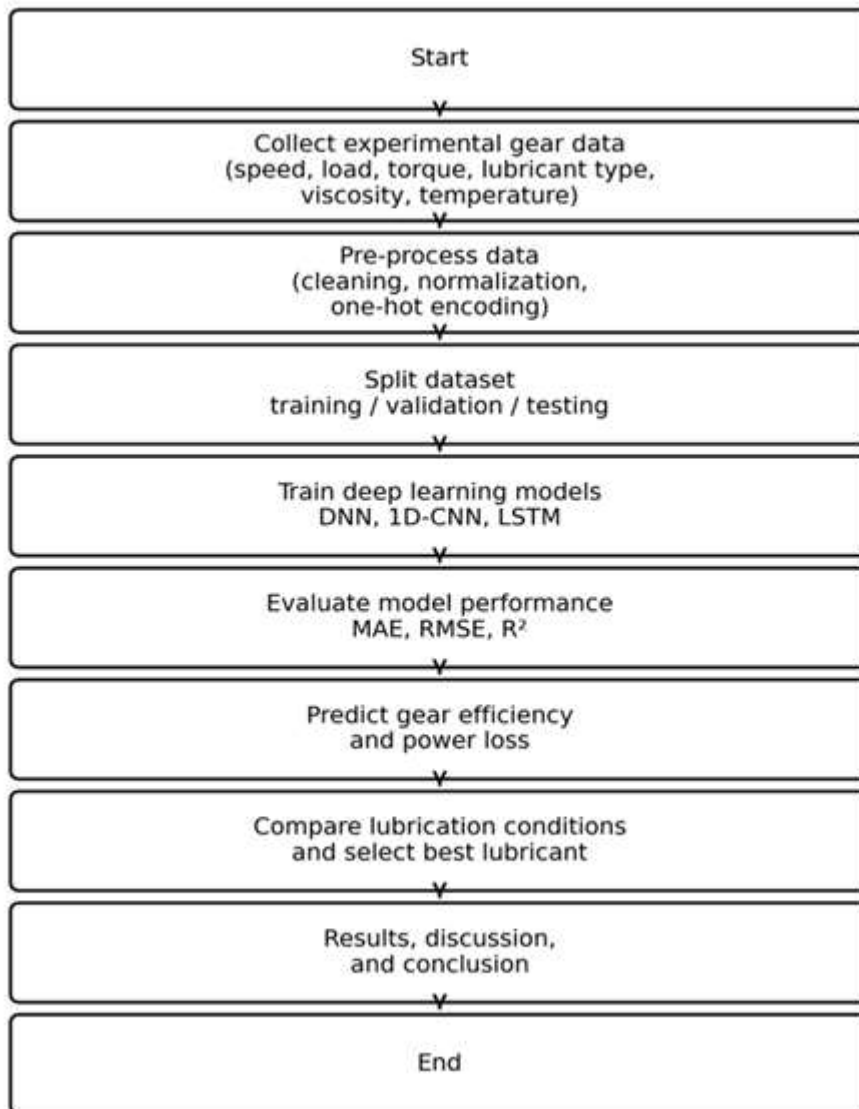 Start
Collect experimental gear data
(speed, load, torque, lubricant type,
viscosity, temperature)
Pre-process data
(cleaning, normalization,
one-hot encoding)
Split dataset
training / validation / testing
Train deep learning models
DNN, 1D-CNN, LSTM
Evaluate model performance
MAE, RMSE, R²
Predict gear efficiency
and power loss
Compare lubrication conditions
and select best lubricant
Results, discussion,
and conclusion
End